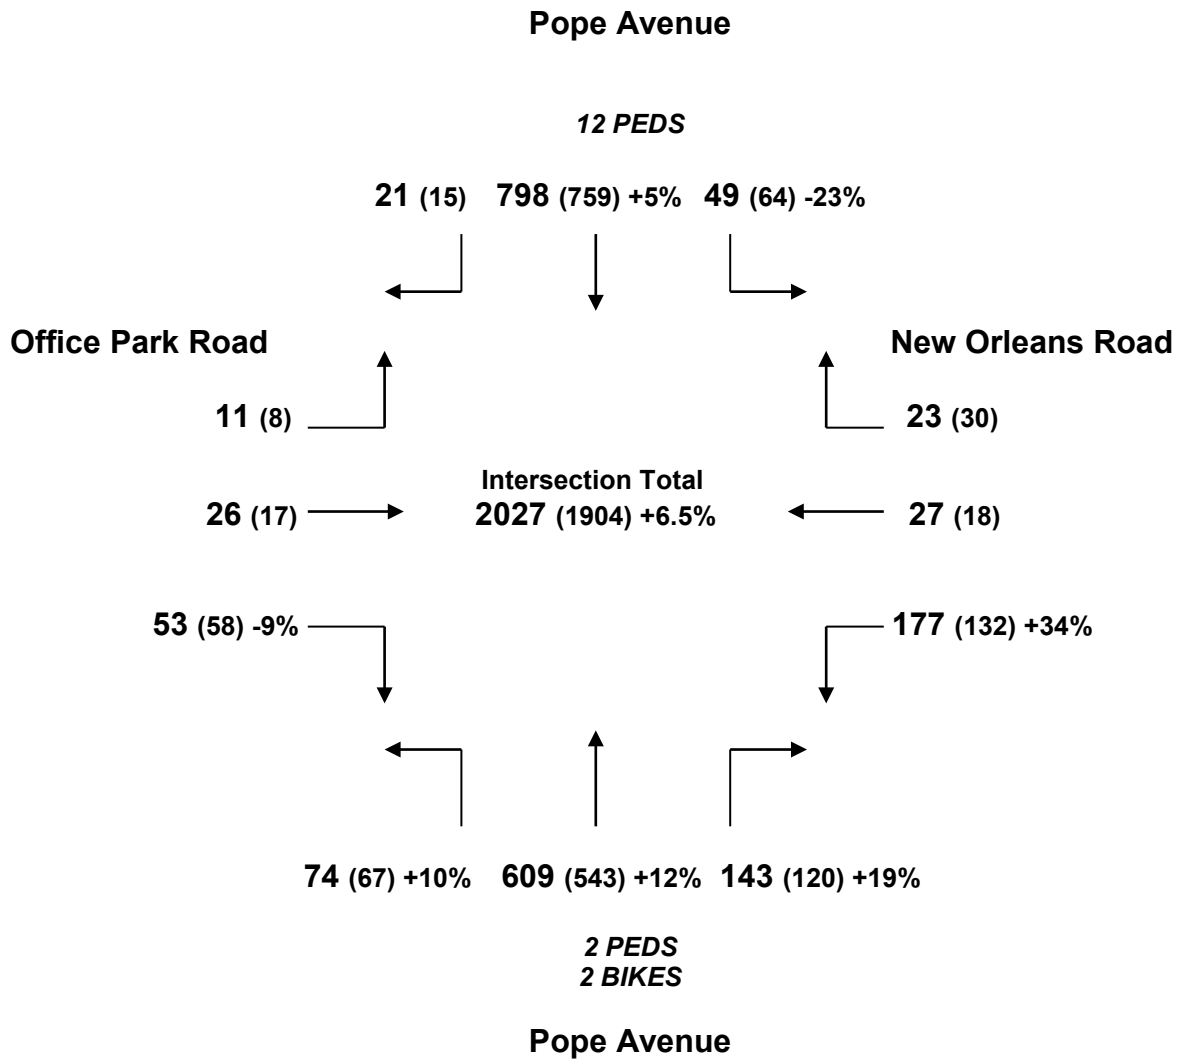 Pope Avenue
12 PEDS
21 (15) 798 (759) +5% 49 (64) -23%
Office Park Road
New Orleans Road
11 (8)
23 (30)
Intersection Total
2027 (1904) +6.5%
26 (17)
27 (18)
53 (58) -9%
177 (132) +34%
74 (67) +10% 609 (543) +12% 143 (120) +19%
2 PEDS
2 BIKES
Pope Avenue